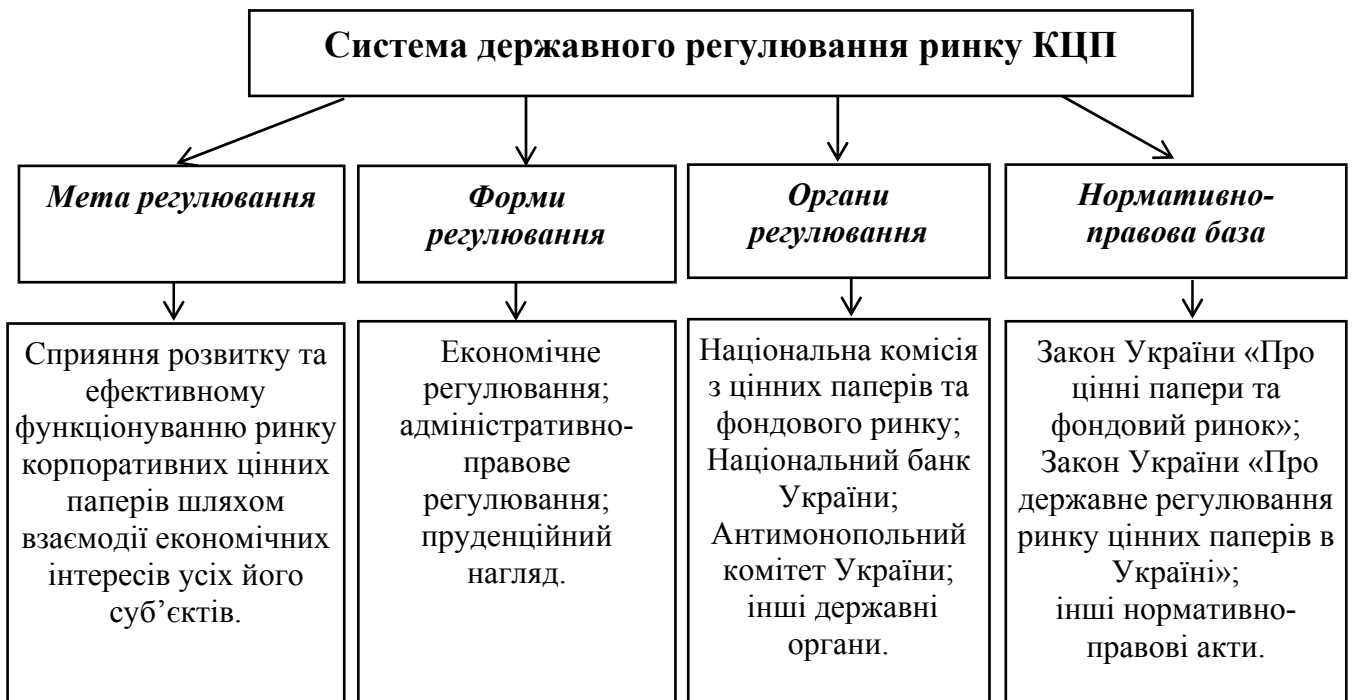 Система державного регулювання ринку КЦП
Мета регулювання
Форми
регулювання
Органи
регулювання
Нормативно-
правова база
Сприяння розвитку та
ефективному
функціонуванню ринку
корпоративних цінних
паперів шляхом
взаємодії економічних
інтересів усіх його
суб’єктів.
Економічне
регулювання;
адміністративно-
правове
регулювання;
пруденційний
нагляд.
Національна комісія
з цінних паперів та
фондового ринку;
Національний банк
України;
Антимонопольний
комітет України;
інші державні
органи.
Закон України «Про
цінні папери та
фондовий ринок»;
Закон України «Про
державне регулювання
ринку цінних паперів в
Україні»;
інші нормативно-
правові акти.